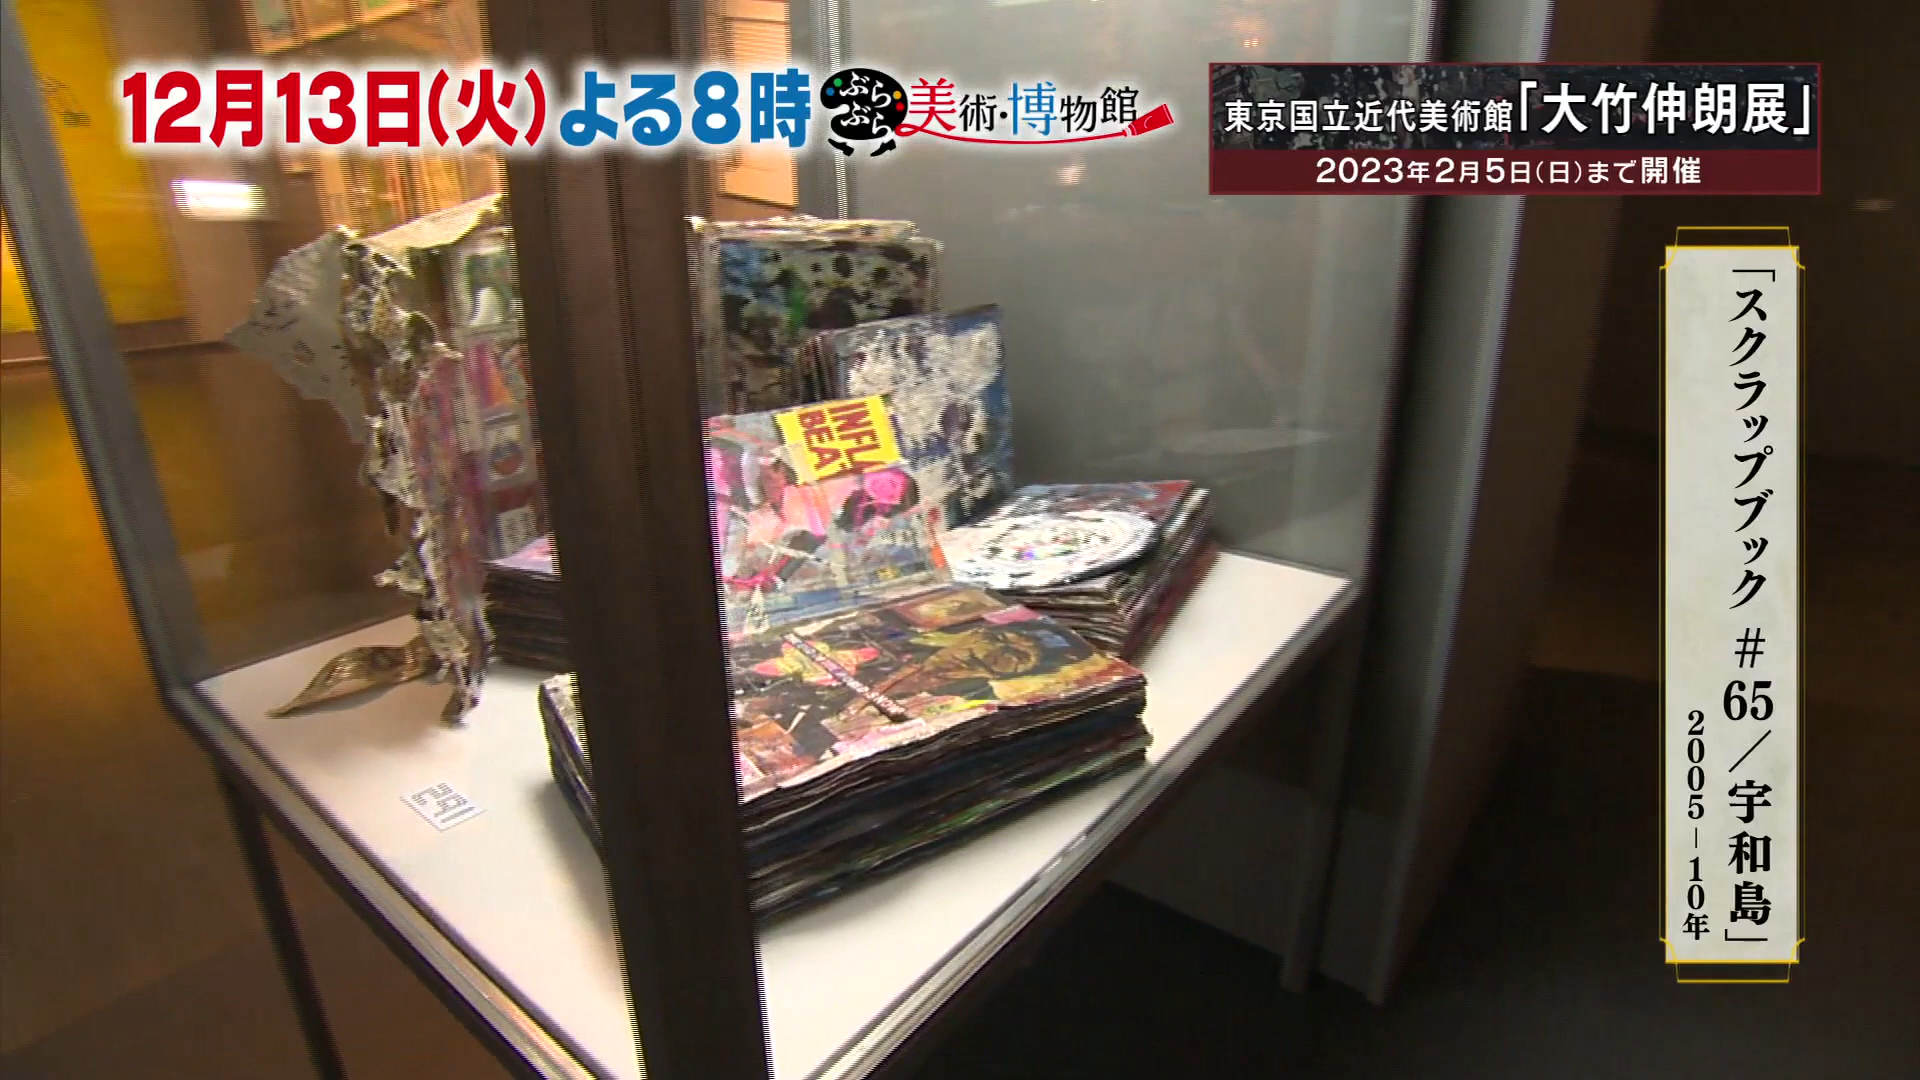 12月13日(火)よる8時
ぶらぶら美術・博物館
東京国立近代美術館「大竹伸朗展」
2023年2月5日(日)まで開催
「スクラップブック #65/宇和島」
2005-10年
INFLA
BEA